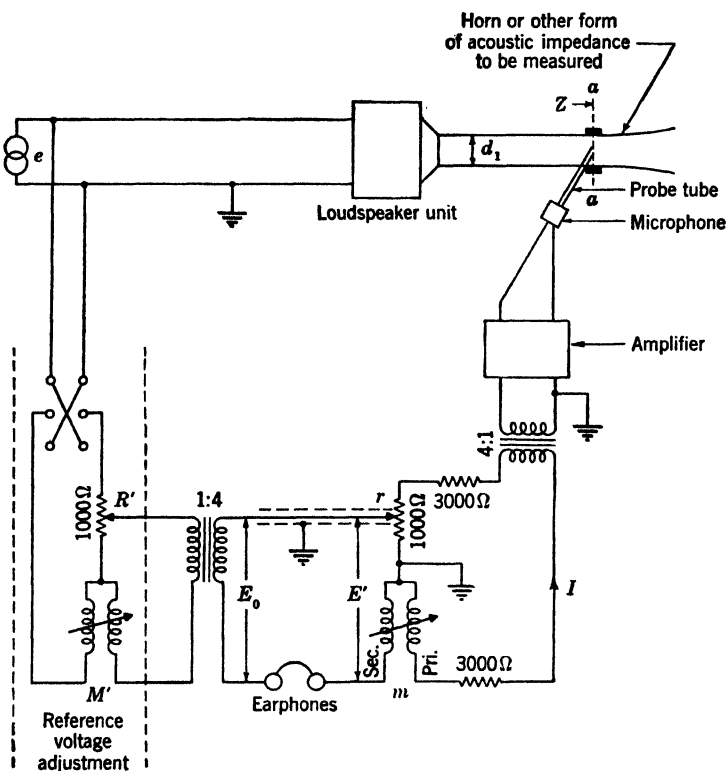 Horn or other form
of acoustic impedance
to be measured
a
Z
e
d₁
Loudspeaker unit
a
Probe tube
Microphone
Amplifier
4:1
1000Ω
R'
1:4
r
1000Ω
3000Ω
E₀
E'
I
M'
Sec.
Pri.
3000Ω
m
Earphones
Reference
voltage
adjustment